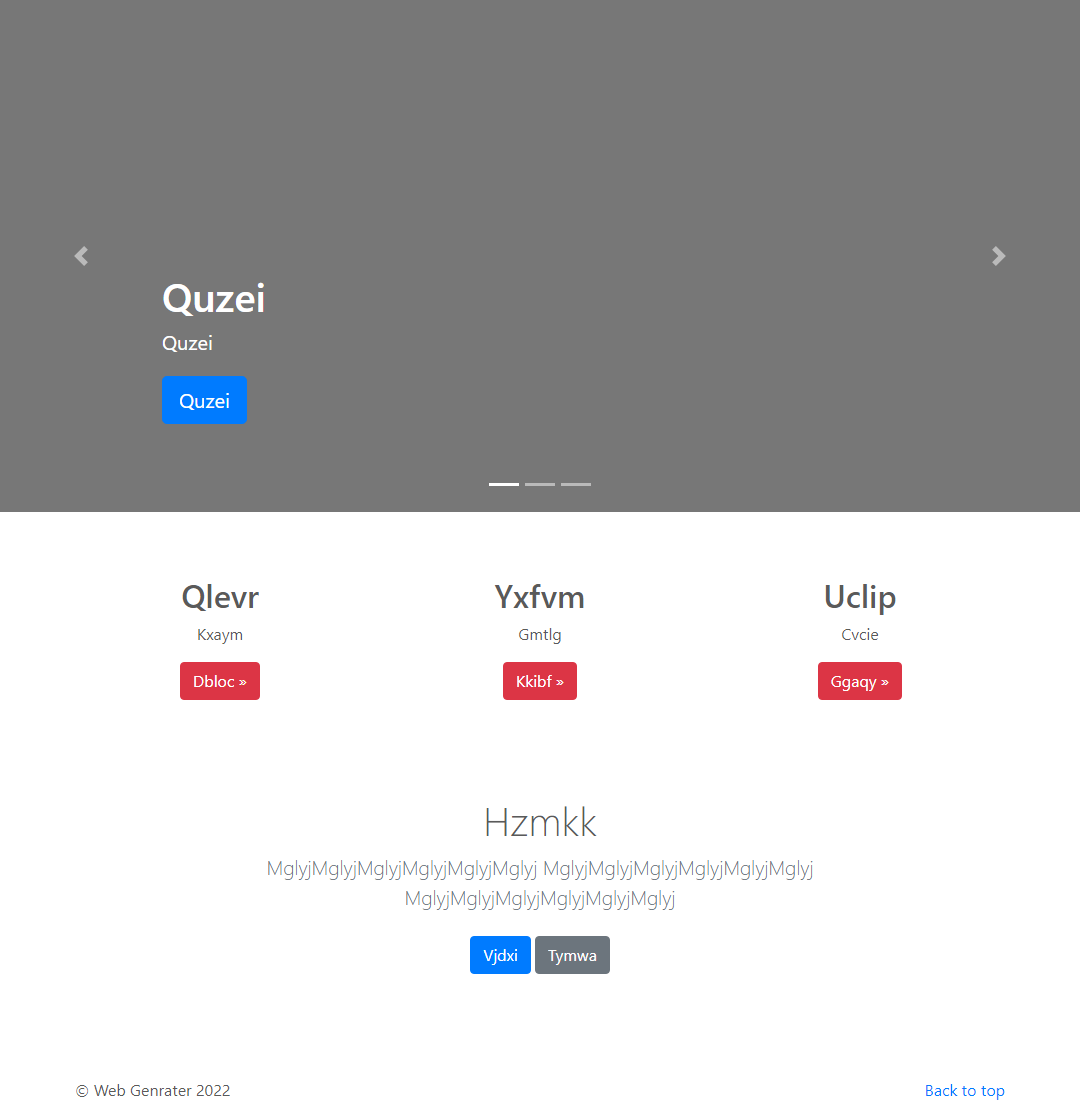 Quzei
Quzei
Quzei
Qlevr
Kxaym
Dbloc »
Yxfvm
Gmtlg
Kkibf »
Uclip
Cvcie
Ggaqy »
Hzmkk
MglyjMglyjMglyjMglyjMglyjMglyj MglyjMglyjMglyjMglyjMglyjMglyj
MglyjMglyjMglyjMglyjMglyjMglyj
Vjdxi Tymwa
© Web Genrater 2022
Back to top